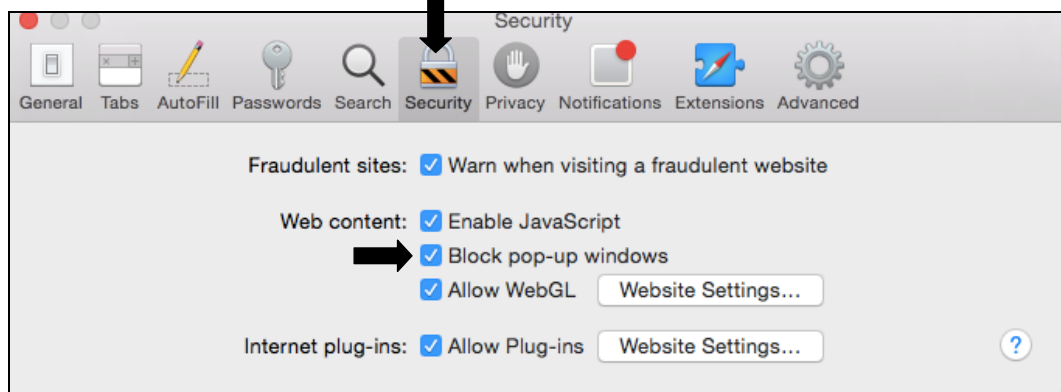 Security
General Tabs AutoFill Passwords Search Security Privacy Notifications Extensions Advanced
Fraudulent sites: Warn when visiting a fraudulent website
Web content: Enable JavaScript
Block pop-up windows
Allow WebGL Website Settings...
Internet plug-ins: Allow Plug-ins Website Settings... ?